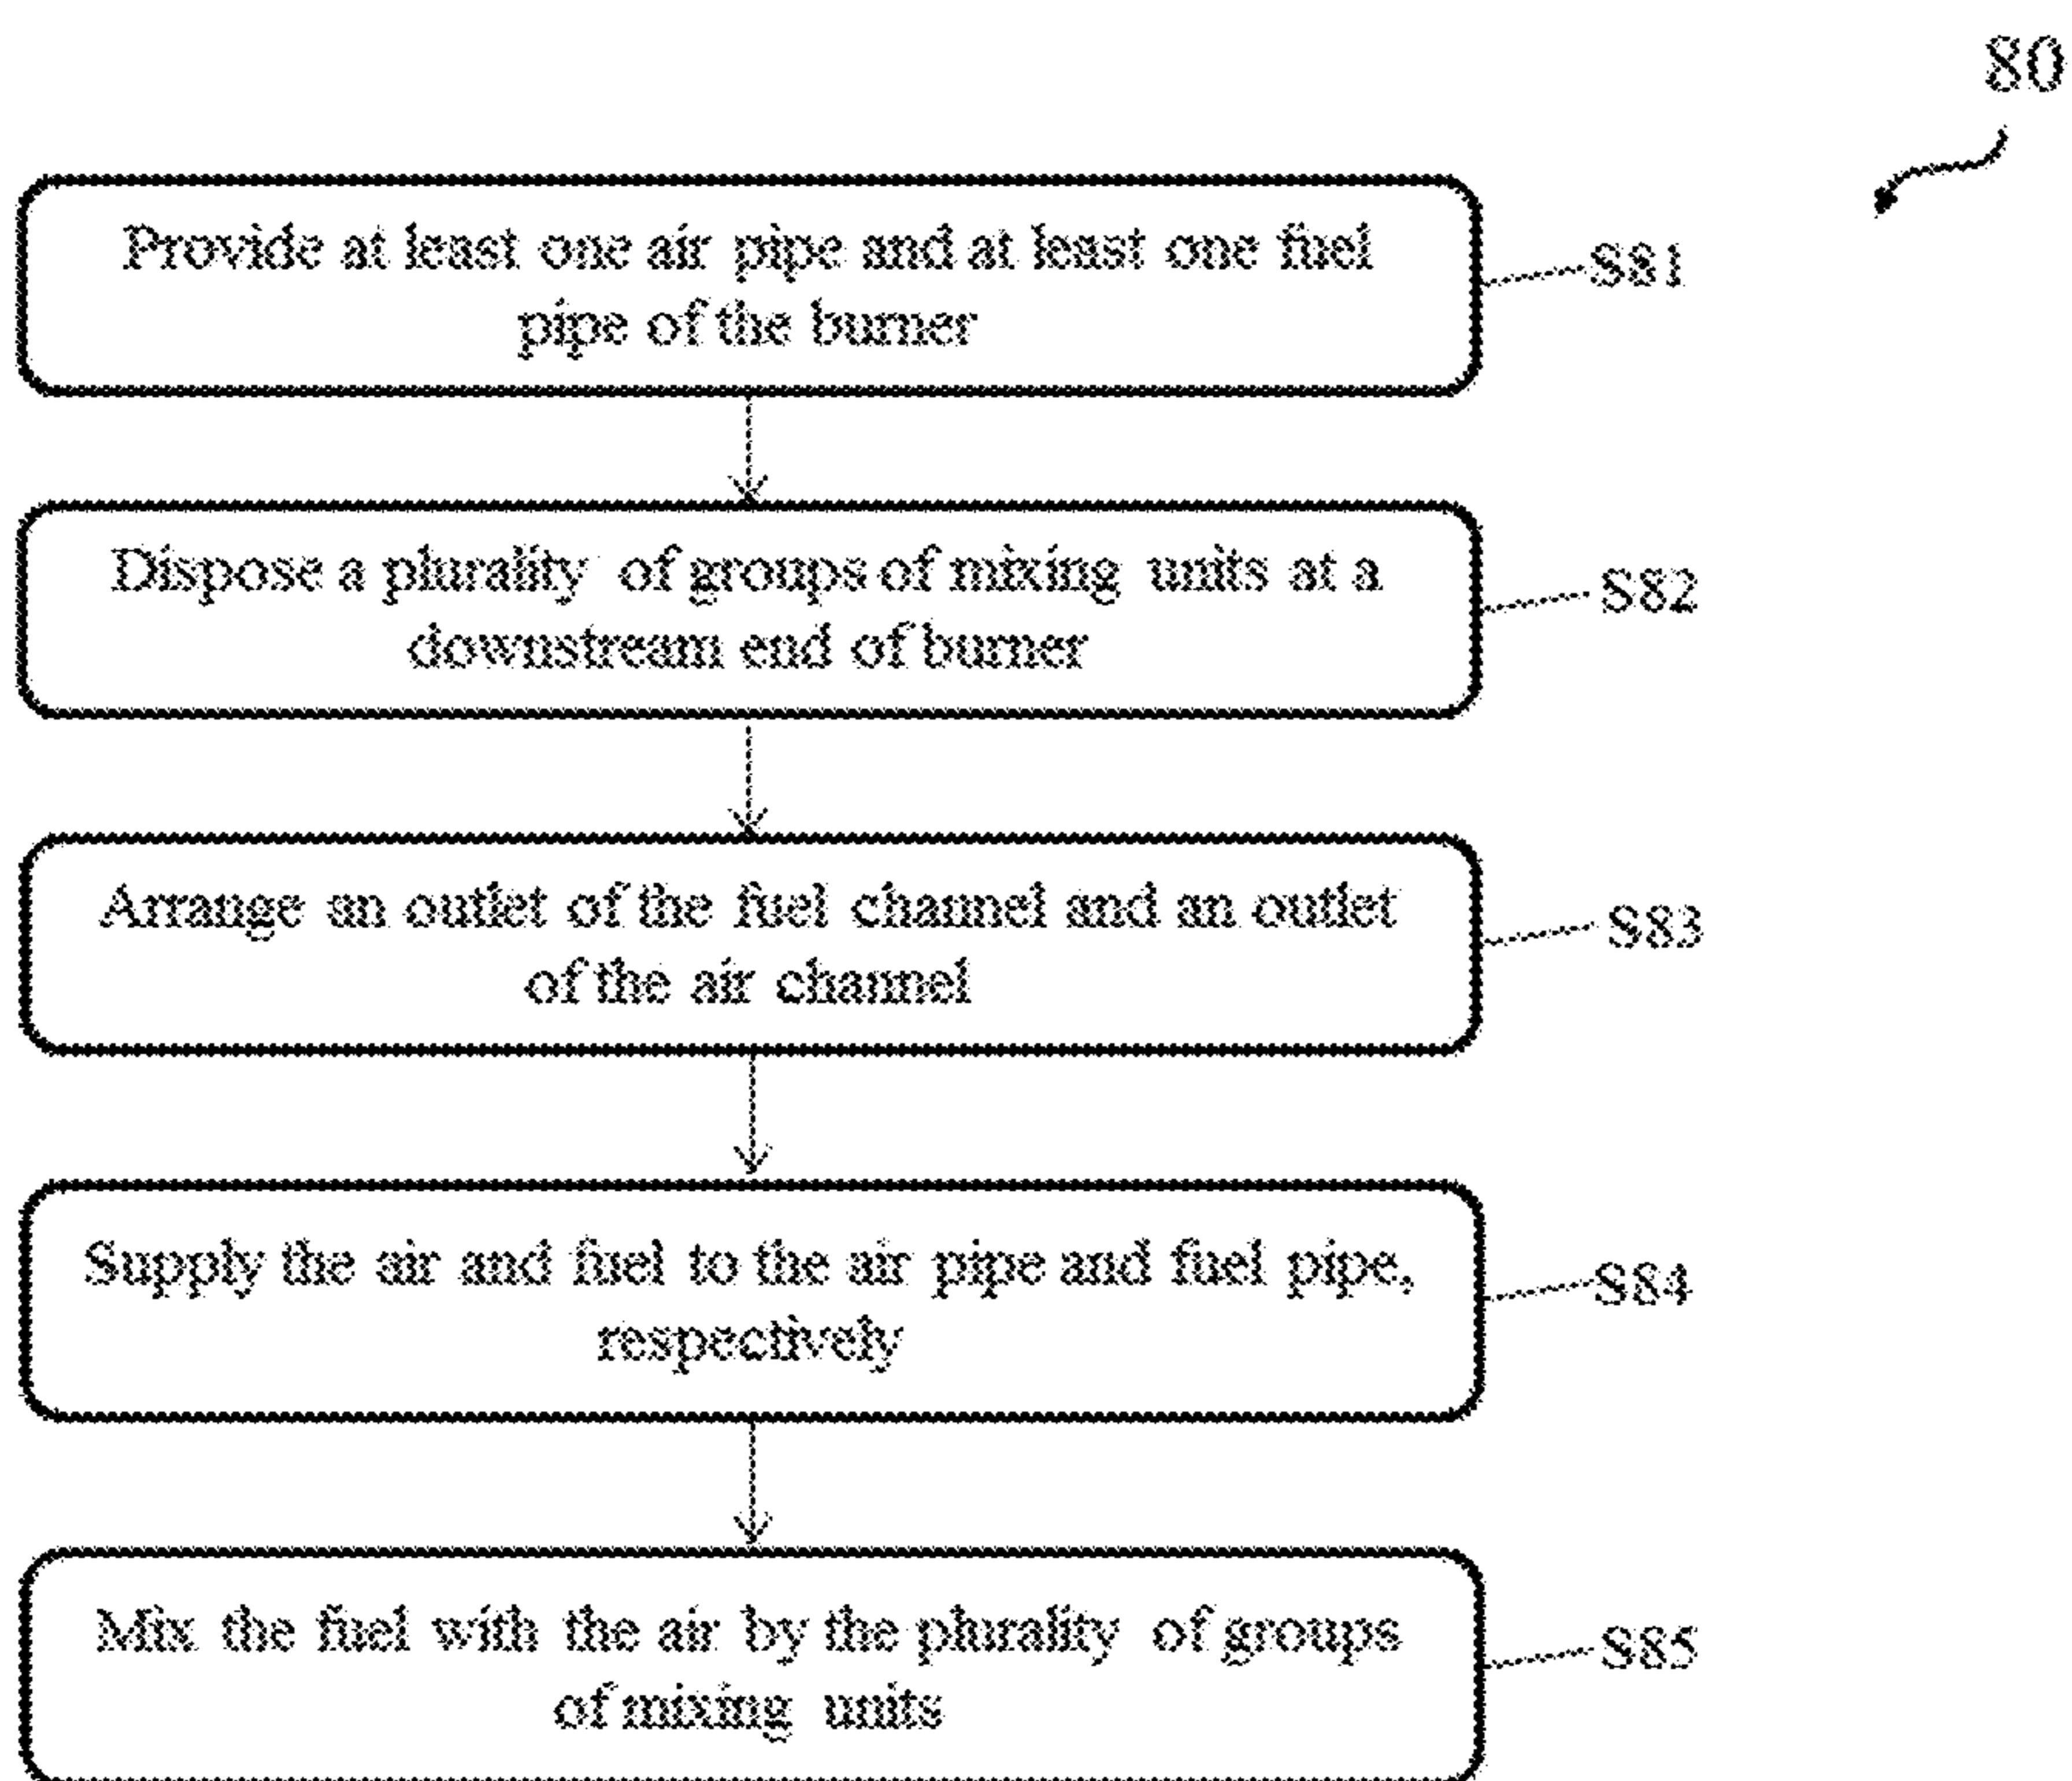 80
Provide at least one air pipe and at least one fuel
pipe of the burner
S81
Dispose a plurality of groups of mixing units at a
downstream end of burner
S82
Arrange an outlet of the fuel channel and an outlet
of the air channel
S83
Supply the air and fuel to the air pipe and fuel pipe,
respectively
S84
Mix the fuel with the air by the plurality of groups
of mixing units
S85